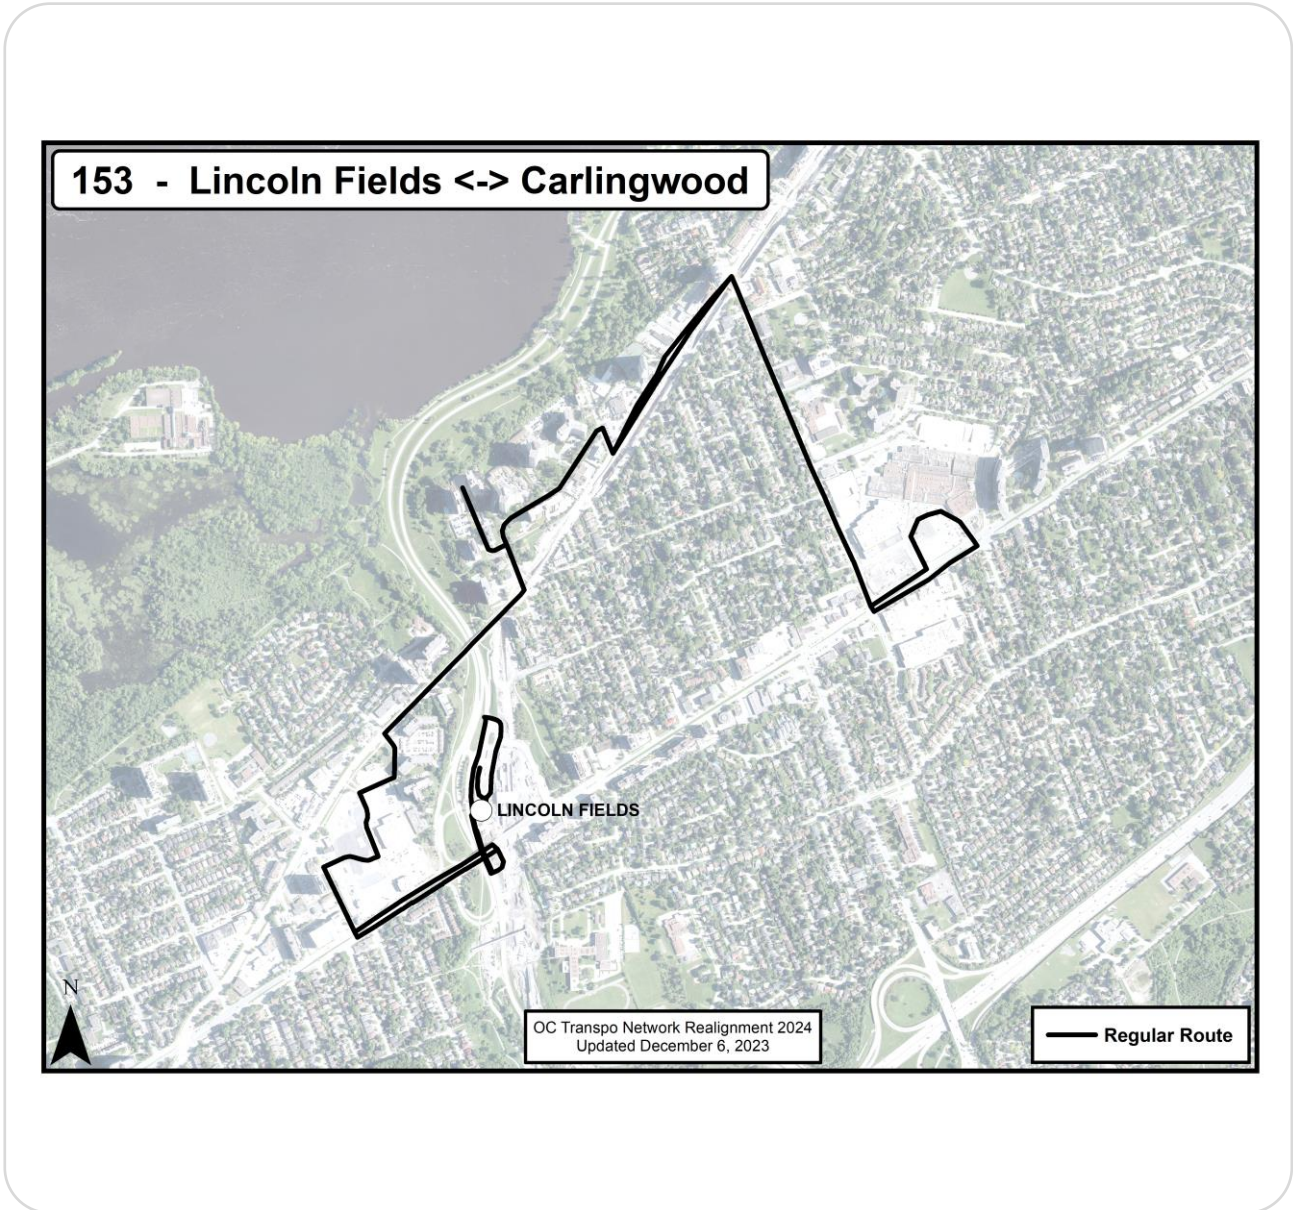 153 - Lincoln Fields <-> Carlingwood
LINCOLN FIELDS
N
OC Transpo Network Realignment 2024
Updated December 6, 2023
Regular Route